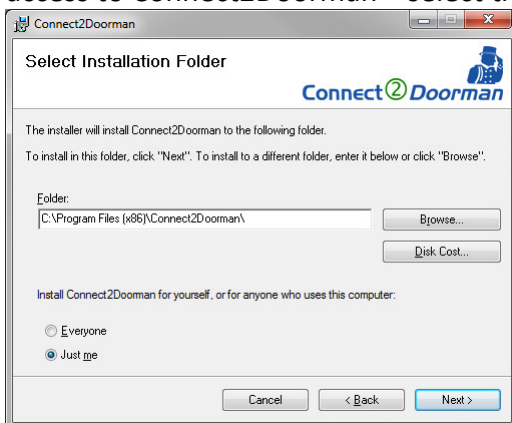 Connect2Doorman
Select Installation Folder
Connect2Doorman
The installer will install Connect2Doorman to the following folder.
To install in this folder, click "Next". To install to a different folder, enter it below or click "Browse".
Folder:
C:\Program Files (x86)\Connect2Doorman\
Browse...
Disk Cost...
Install Connect2Doorman for yourself, or for anyone who uses this computer:
Everyone
Just me
Cancel
< Back
Next >